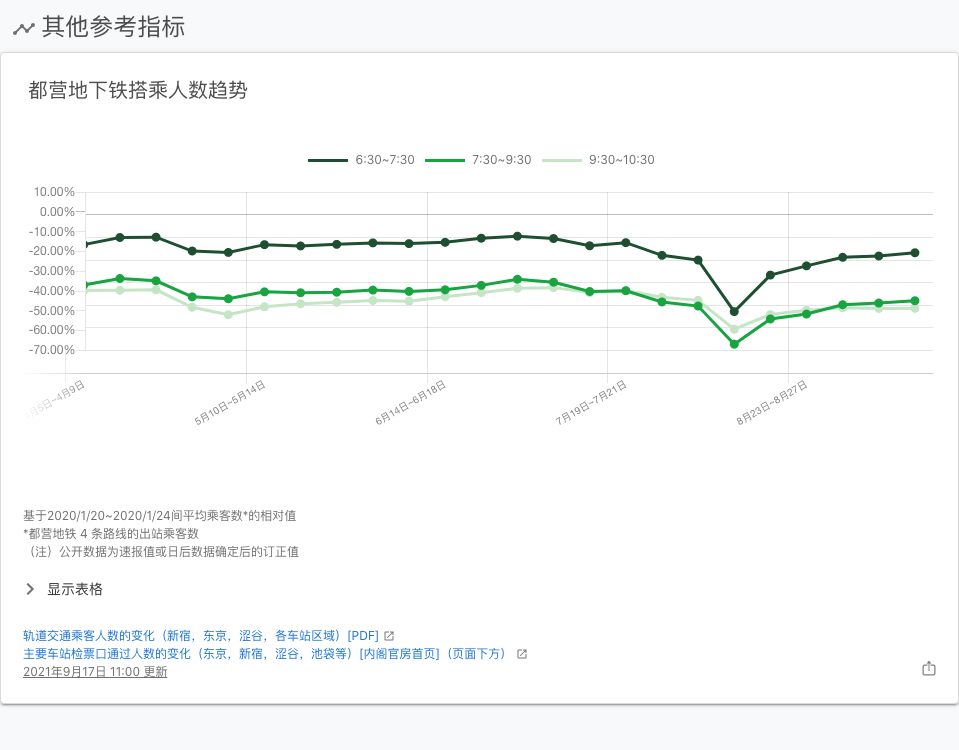 其他参考指标
都营地下铁搭乘人数趋势
6:30~7:30 7:30~9:30 9:30~10:30
10.00%
0.00%
-10.00%
-20.00%
-30.00%
-40.00%
-50.00%
-60.00%
-70.00%
月5日~4月9日
5月10日~5月14日
6月14日~6月18日
7月19日~7月21日
8月23日~8月27日
基于2020/1/20~2020/1/24间平均乘客数*的相对值
*都营地铁 4 条路线的出站乘客数
（注）公开数据为速报值或日后数据确定后的订正值
显示表格
轨道交通乘客人数的变化（新宿，东京，涩谷，各车站区域）[PDF]
主要车站检票口通过人数的变化（东京，新宿，涩谷，池袋等）[内阁官房首页]（页面下方）
2021年9月17日 11:00 更新